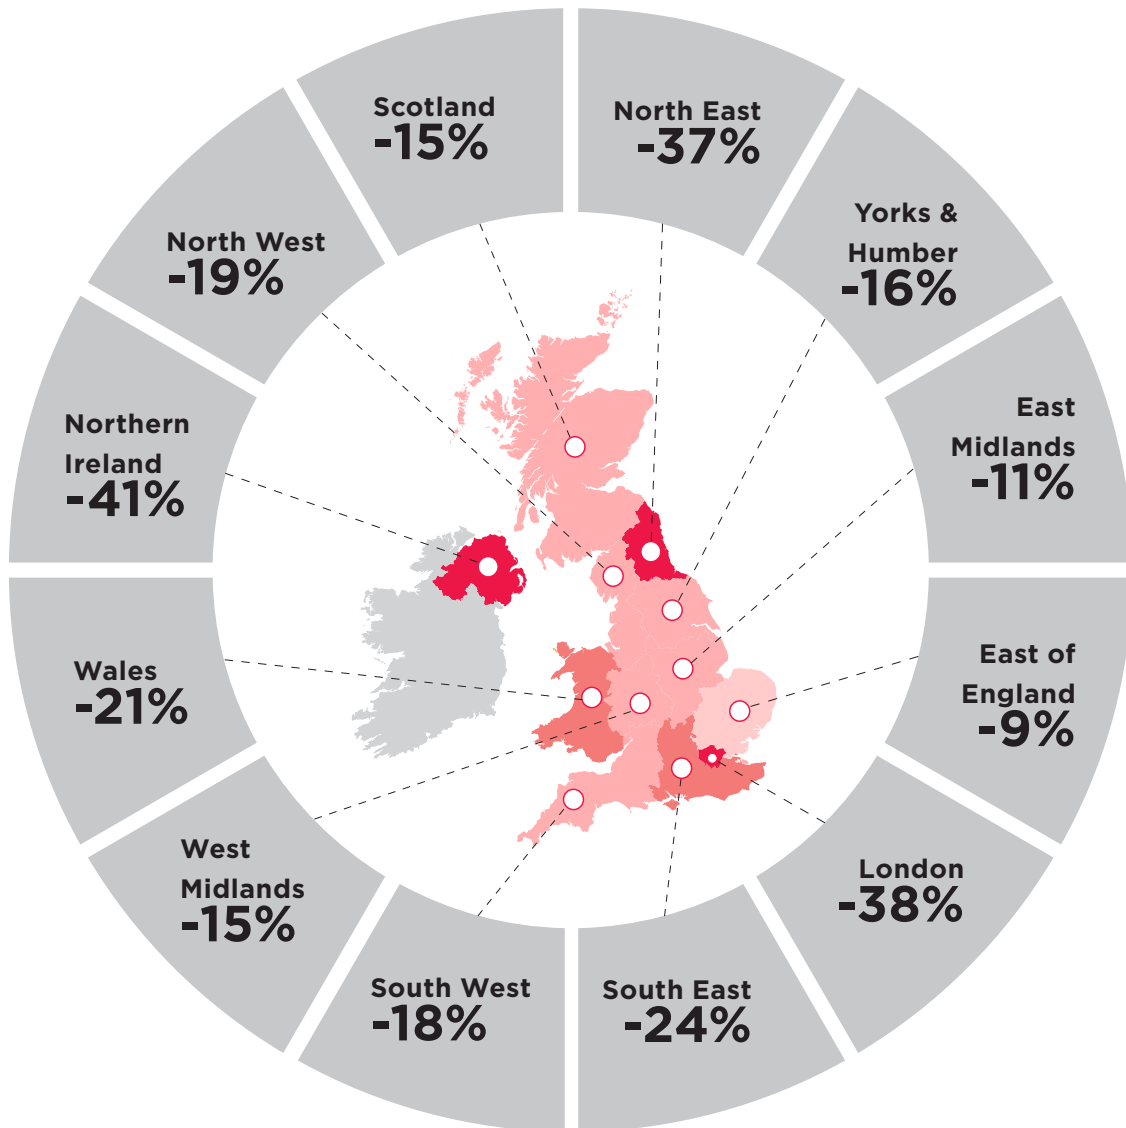 Scotland
-15%
North East
-37%
Yorks &
Humber
-16%
East
Midlands
-11%
East of
England
-9%
London
-38%
South East
-24%
South West
-18%
West
Midlands
-15%
Wales
-21%
Northern
Ireland
-41%
North West
-19%